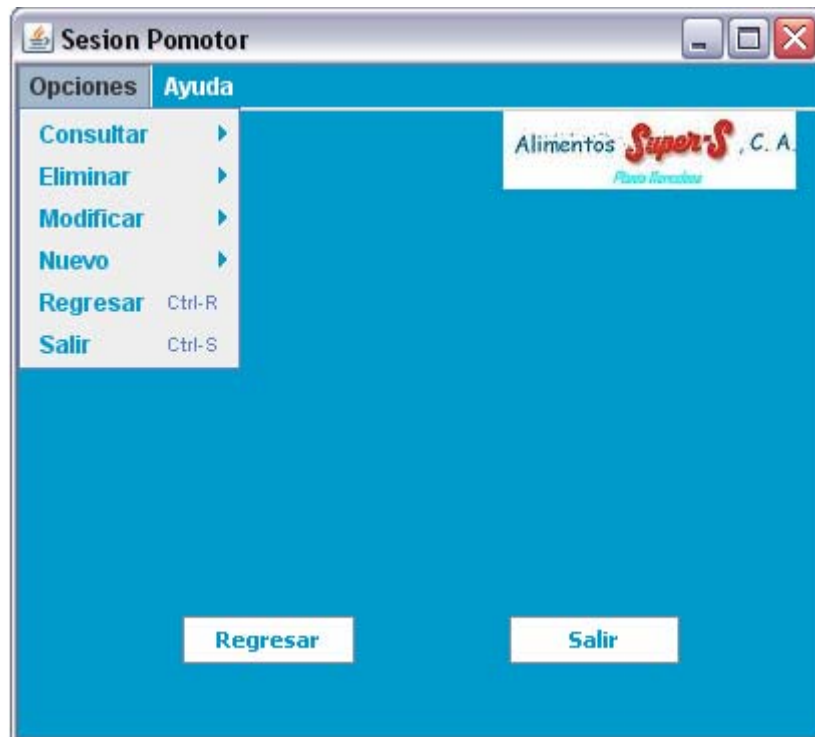 Sesion Pomotor
Opciones Ayuda
Consultar
Eliminar
Modificar
Nuevo
Regresar Ctrl-R
Salir Ctrl-S
Alimentos Super-S, C. A.
Regresar Salir